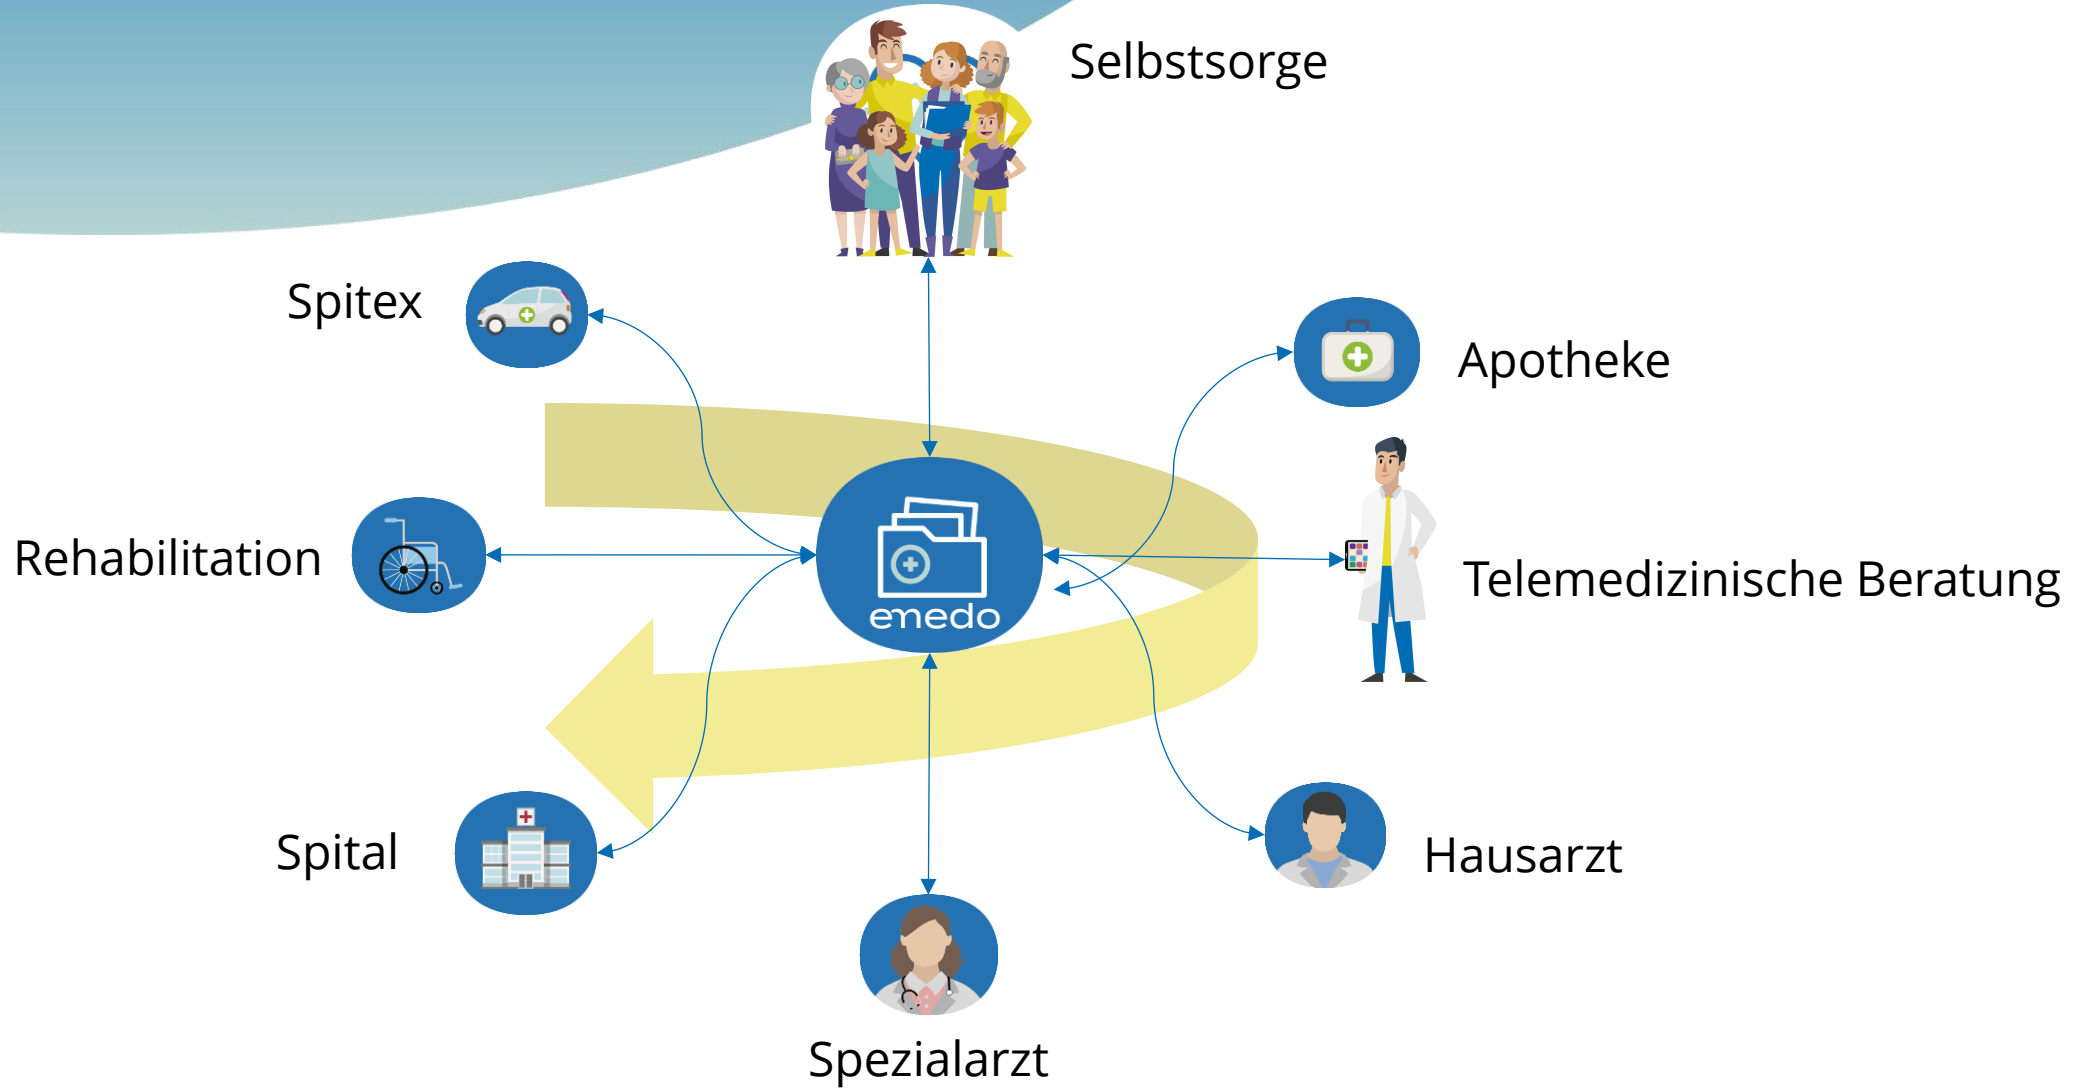 Selbstsorge
Spitex
Apotheke
Rehabilitation
emedo
Telemedizinische Beratung
Spital
Hausarzt
Spezialarzt